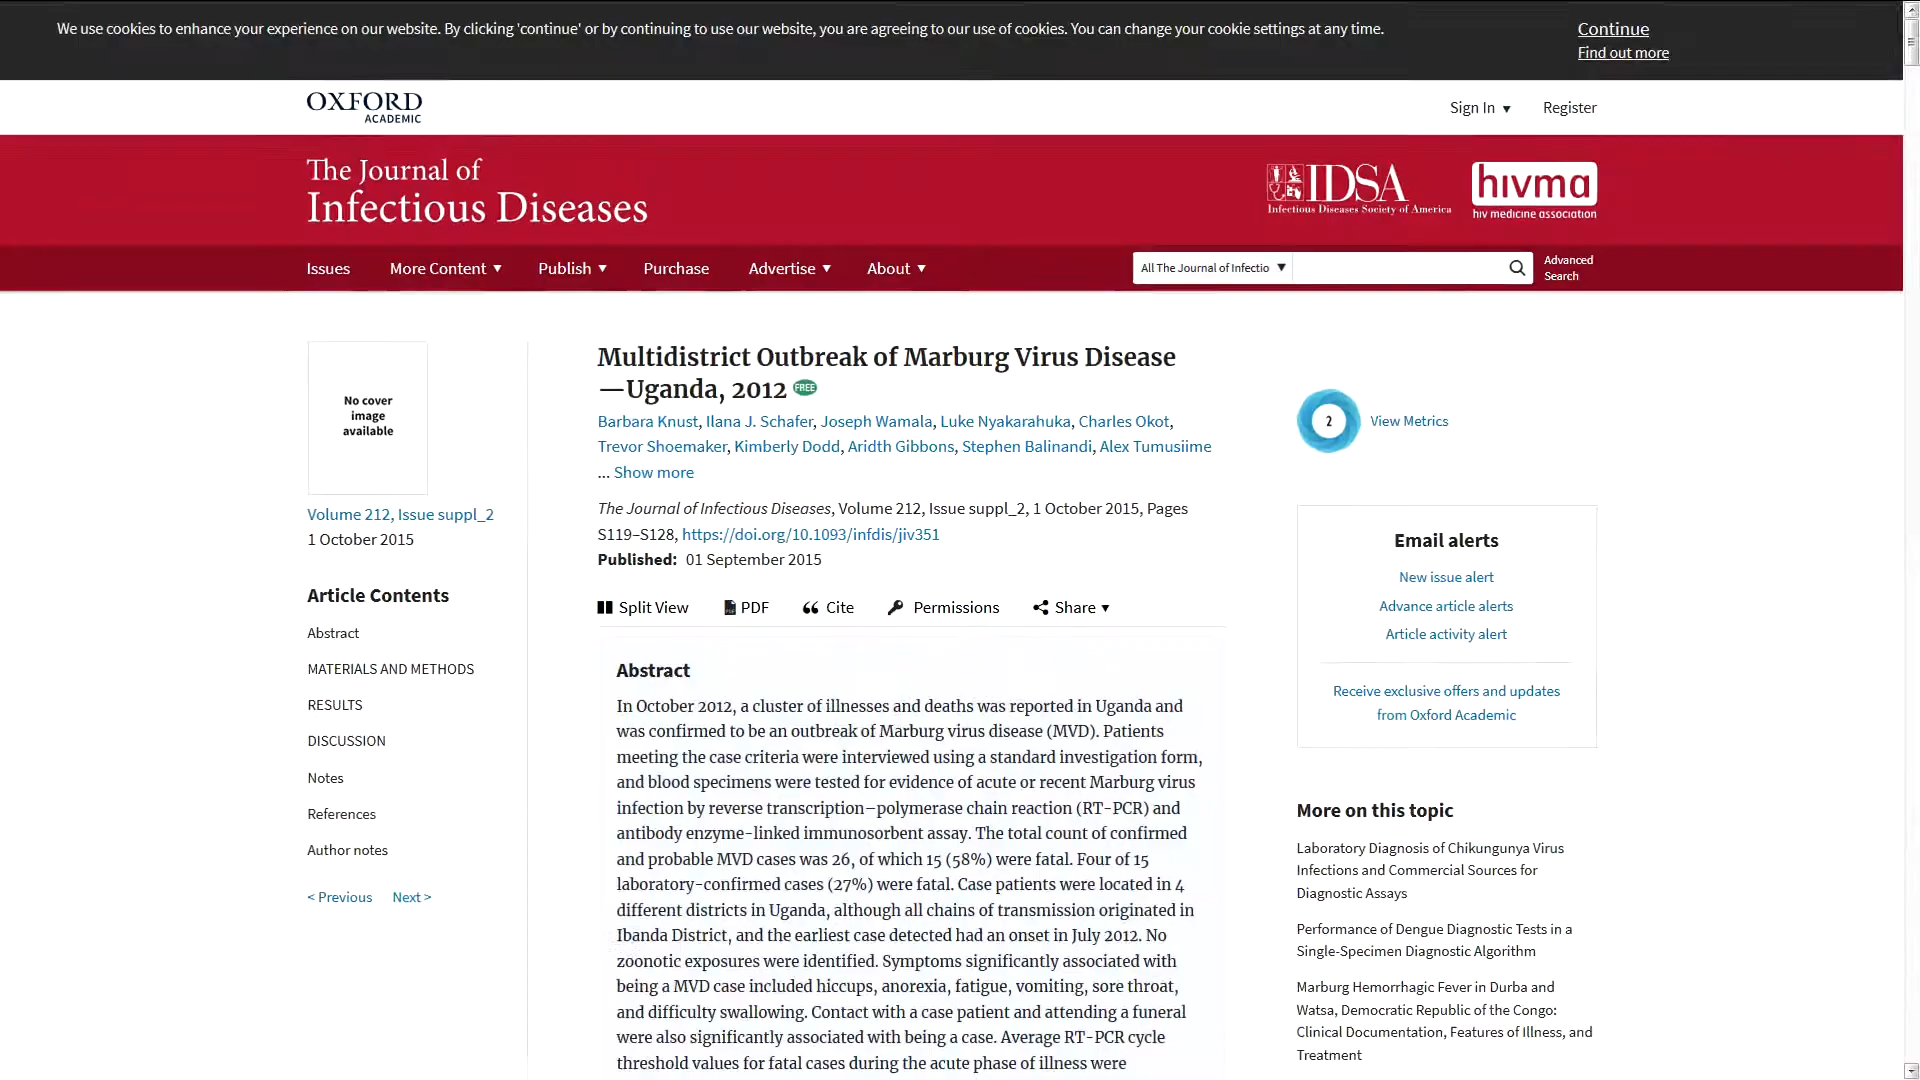 We use cookies to enhance your experience on our website. By clicking 'continue' or by continuing to use our website, you are agreeing to our use of cookies. You can change your cookie settings at any time.
Continue
Find out more
OXFORD
ACADEMIC
Sign In ▼
Register
The Journal of
Infectious Diseases
IDSA
Infectious Diseases Society of America
hivma
hiv medicine association
Issues
More Content ▼
Publish ▼
Purchase
Advertise ▼
About ▼
All The Journal of Infectio ▼
Advanced
Search
No cover
image
available
Volume 212, Issue suppl_2
1 October 2015
Article Contents
Abstract
MATERIALS AND METHODS
RESULTS
DISCUSSION
Notes
References
Author notes
< Previous
Next >
Multidistrict Outbreak of Marburg Virus Disease
—Uganda, 2012 FREE
Barbara Knust, Ilana J. Schafer, Joseph Wamala, Luke Nyakarahuka, Charles Okot,
Trevor Shoemaker, Kimberly Dodd, Aridth Gibbons, Stephen Balinandi, Alex Tumusiime
... Show more
The Journal of Infectious Diseases, Volume 212, Issue suppl_2, 1 October 2015, Pages
S119–S128, https://doi.org/10.1093/infdis/jiv351
Published: 01 September 2015
Split View
PDF
Cite
Permissions
Share ▼
Abstract
In October 2012, a cluster of illnesses and deaths was reported in Uganda and
was confirmed to be an outbreak of Marburg virus disease (MVD). Patients
meeting the case criteria were interviewed using a standard investigation form,
and blood specimens were tested for evidence of acute or recent Marburg virus
infection by reverse transcription–polymerase chain reaction (RT-PCR) and
antibody enzyme-linked immunosorbent assay. The total count of confirmed
and probable MVD cases was 26, of which 15 (58%) were fatal. Four of 15
laboratory-confirmed cases (27%) were fatal. Case patients were located in 4
different districts in Uganda, although all chains of transmission originated in
Ibanda District, and the earliest case detected had an onset in July 2012. No
zoonotic exposures were identified. Symptoms significantly associated with
being a MVD case included hiccups, anorexia, fatigue, vomiting, sore throat,
and difficulty swallowing. Contact with a case patient and attending a funeral
were also significantly associated with being a case. Average RT-PCR cycle
threshold values for fatal cases during the acute phase of illness were
2
View Metrics
Email alerts
New issue alert
Advance article alerts
Article activity alert
Receive exclusive offers and updates
from Oxford Academic
More on this topic
Laboratory Diagnosis of Chikungunya Virus
Infections and Commercial Sources for
Diagnostic Assays
Performance of Dengue Diagnostic Tests in a
Single-Specimen Diagnostic Algorithm
Marburg Hemorrhagic Fever in Durba and
Watsa, Democratic Republic of the Congo:
Clinical Documentation, Features of Illness, and
Treatment